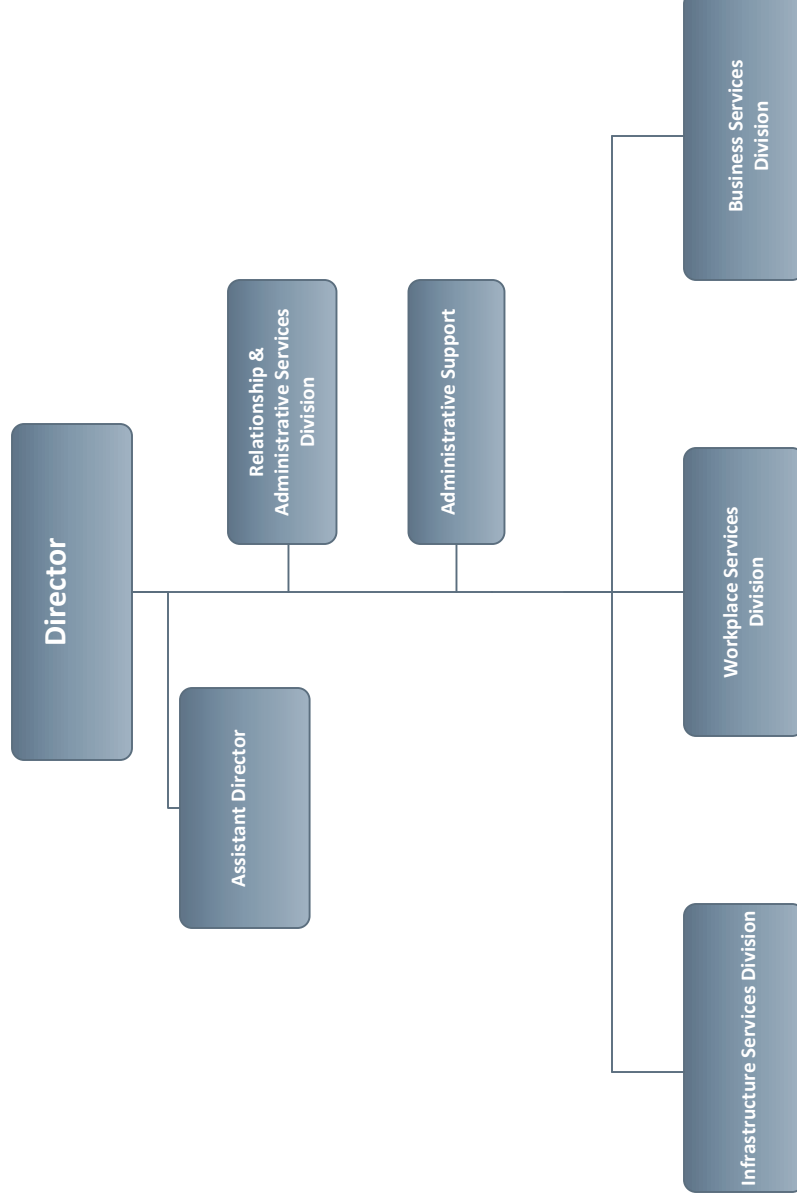 Director
Assistant Director
Relationship &
Administrative Services
Division
Administrative Support
Infrastructure Services Division
Workplace Services
Division
Business Services
Division